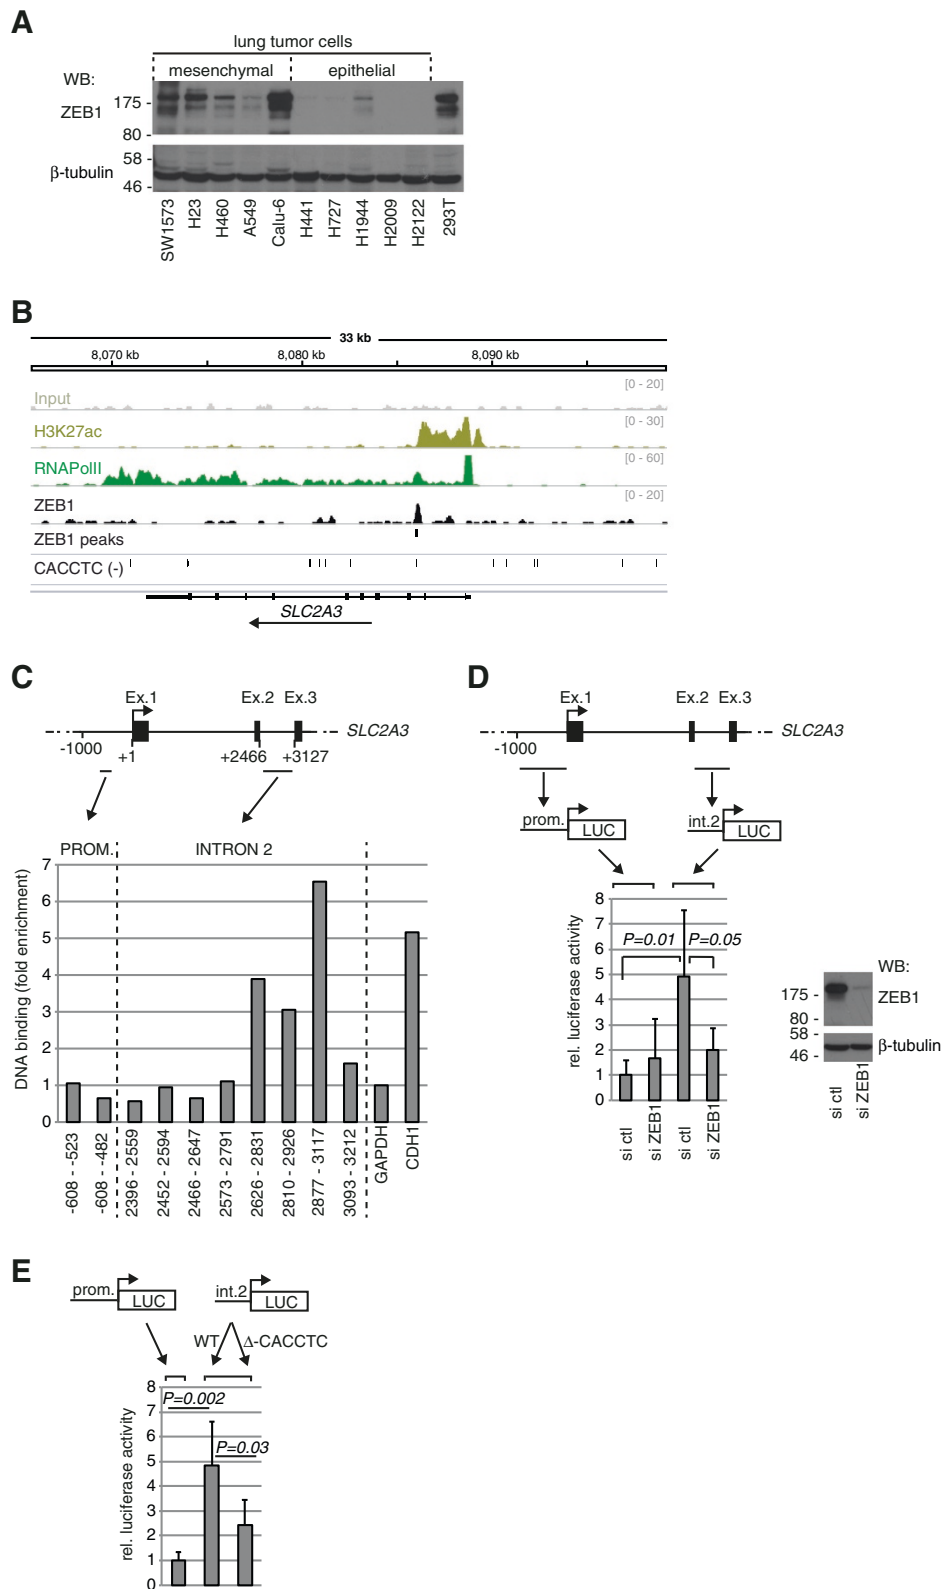 A
lung tumor cells
mesenchymal
epithelial
WB:
ZEB1
175 -
80 -
58 -
β-tubulin
46 -
SW1573
H23
H460
A549
Calu-6
H441
H727
H1944
H2009
H2122
293T
B
33 kb
8,070 kb
8,080 kb
8,090 kb
Input
[0 - 20]
H3K27ac
[0 - 30]
RNAPolII
[0 - 60]
ZEB1
[0 - 20]
ZEB1 peaks
CACCTC (-)
SLC2A3
C
Ex.1
Ex.2
Ex.3
SLC2A3
-1000
+1
+2466
+3127
PROM.
INTRON 2
DNA binding (fold enrichment)
7
6
5
4
3
2
1
0
-608 - -523
-608 - -482
2396 - 2559
2452 - 2594
2466 - 2647
2573 - 2791
2626 - 2831
2810 - 2926
2877 - 3117
3093 - 3212
GAPDH
CDH1
D
Ex.1
Ex.2
Ex.3
SLC2A3
-1000
prom.
LUC
int.2
LUC
rel. luciferase activity
8
7
6
5
4
3
2
1
0
P=0.01
P=0.05
si ctl
si ZEB1
si ctl
si ZEB1
WB:
175 -
ZEB1
80 -
58 -
46 -
β-tubulin
si ctl
si ZEB1
E
prom.
LUC
int.2
LUC
WT
Δ-CACCTC
rel. luciferase activity
8
7
6
5
4
3
2
1
0
P=0.002
P=0.03